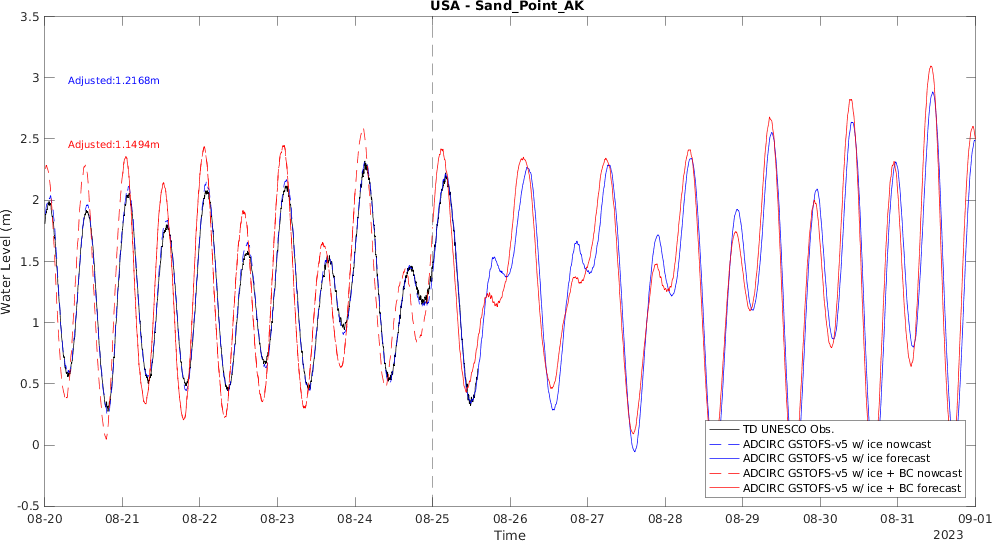 USA - Sand_Point_AK
3.5
3
2.5
2
1.5
1
0.5
0
-0.5
Water Level (m)
Adjusted:1.2168m
Adjusted:1.1494m
TD UNESCO Obs.
ADCIRC GSTOFS-v5 w/ ice nowcast
ADCIRC GSTOFS-v5 w/ ice forecast
ADCIRC GSTOFS-v5 w/ ice + BC nowcast
ADCIRC GSTOFS-v5 w/ ice + BC forecast
08-20 08-21 08-22 08-23 08-24 08-25 08-26 08-27 08-28 08-29 08-30 08-31 09-01
Time
2023